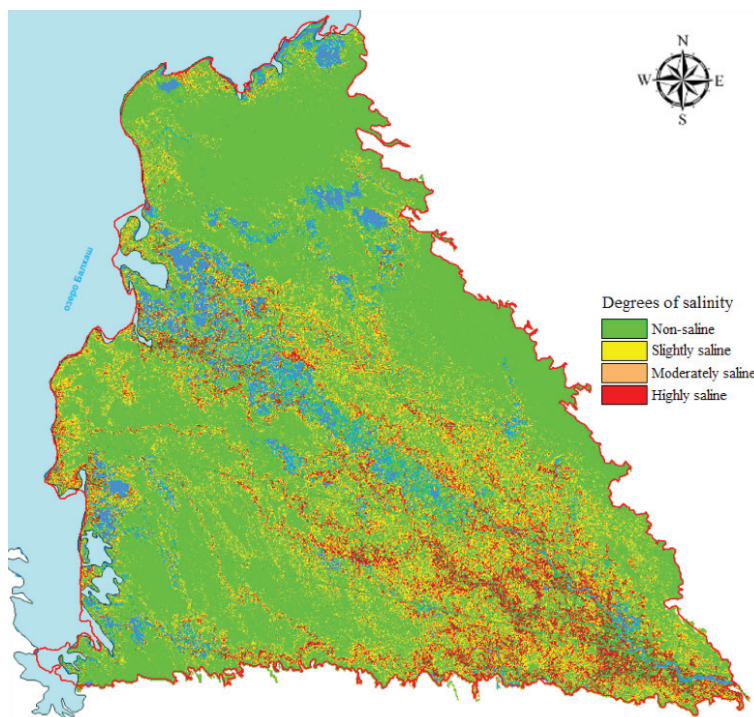 N
W E
S
озеро Балхаш
Degrees of salinity
Non-saline
Slightly saline
Moderately saline
Highly saline